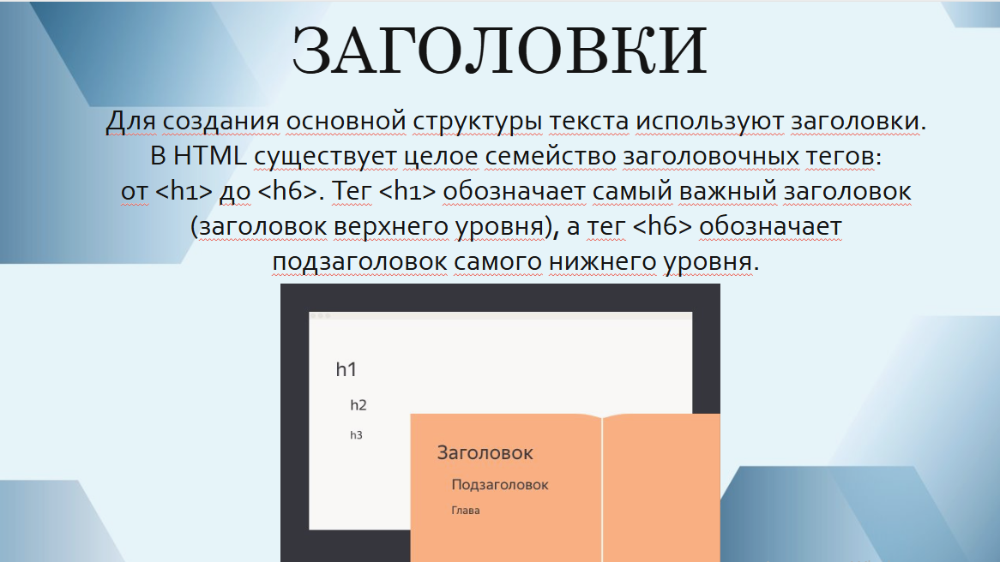 ЗАГОЛОВКИ
Для создания основной структуры текста используют заголовки.
В HTML существует целое семейство заголовочных тегов:
от <h1> до <h6>. Тег <h1> обозначает самый важный заголовок
(заголовок верхнего уровня), а тег <h6> обозначает
подзаголовок самого нижнего уровня.
h1
h2
h3
Заголовок
Подзаголовок
Глава